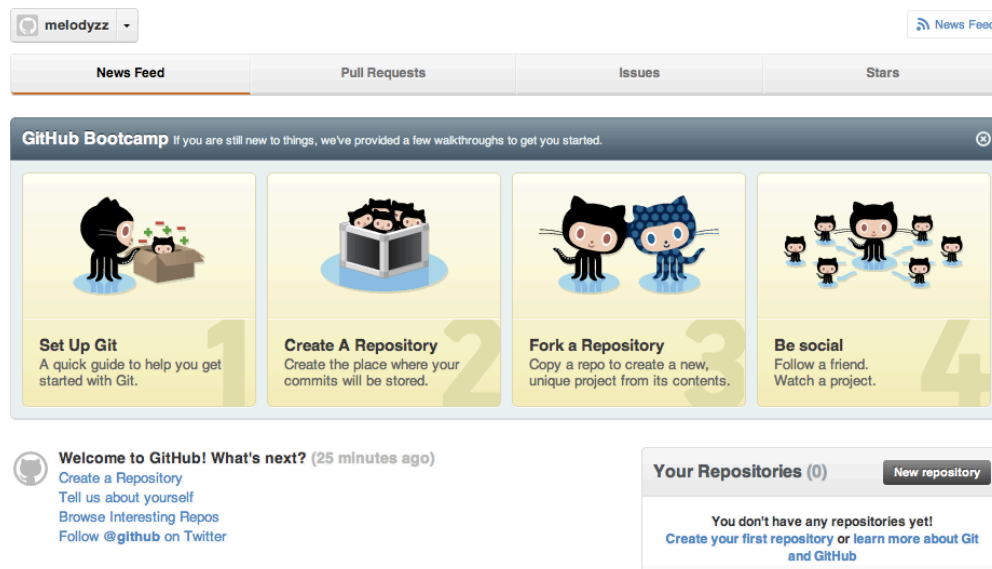 melodyzz
News Feed
News Feed
Pull Requests
Issues
Stars
GitHub Bootcamp If you are still new to things, we've provided a few walkthroughs to get you started.
1
Set Up Git
A quick guide to help you get
started with Git.
2
Create A Repository
Create the place where your
commits will be stored.
3
Fork a Repository
Copy a repo to create a new,
unique project from its contents.
4
Be social
Follow a friend.
Watch a project.
Welcome to GitHub! What's next? (25 minutes ago)
Create a Repository
Tell us about yourself
Browse Interesting Repos
Follow @github on Twitter
Your Repositories (0)
New repository
You don't have any repositories yet!
Create your first repository or learn more about Git
and GitHub